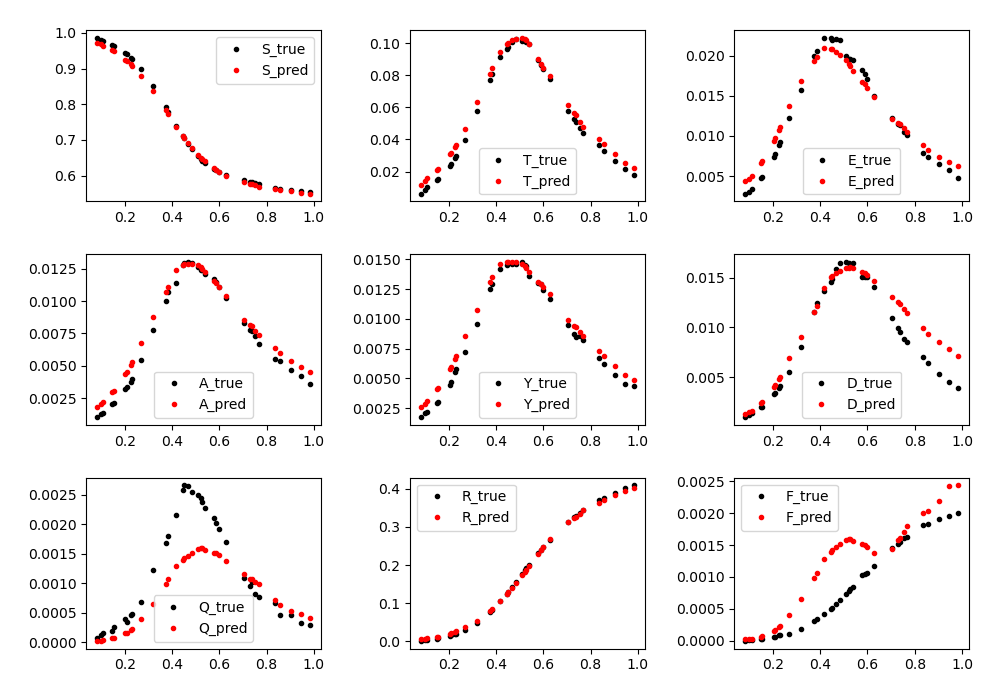 1.0
0.9
0.8
0.7
0.6
S_true
S_pred
0.2 0.4 0.6 0.8 1.0
0.10
0.08
0.06
0.04
0.02
T_true
T_pred
0.2 0.4 0.6 0.8 1.0
0.020
0.015
0.010
0.005
E_true
E_pred
0.2 0.4 0.6 0.8 1.0
0.0125
0.0100
0.0075
0.0050
0.0025
A_true
A_pred
0.2 0.4 0.6 0.8 1.0
0.0150
0.0125
0.0100
0.0075
0.0050
0.0025
Y_true
Y_pred
0.2 0.4 0.6 0.8 1.0
0.015
0.010
0.005
D_true
D_pred
0.2 0.4 0.6 0.8 1.0
0.0025
0.0020
0.0015
0.0010
0.0005
0.0000
Q_true
Q_pred
0.2 0.4 0.6 0.8 1.0
0.4
0.3
0.2
0.1
0.0
R_true
R_pred
0.2 0.4 0.6 0.8 1.0
0.0025
0.0020
0.0015
0.0010
0.0005
0.0000
F_true
F_pred
0.2 0.4 0.6 0.8 1.0